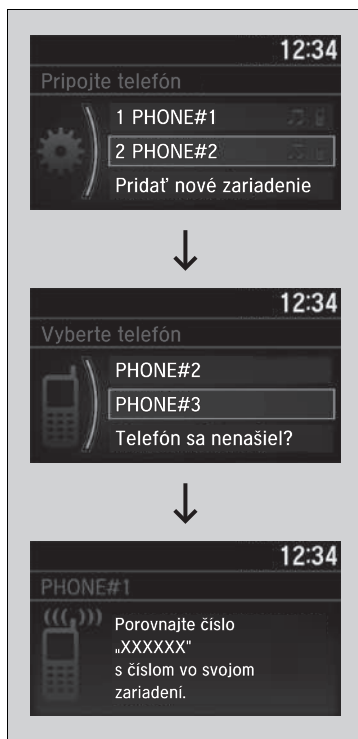 12:34
Pripojte telefón
1 PHONE#1
2 PHONE#2
Pridať nové zariadenie
12:34
Vyberte telefón
PHONE#2
PHONE#3
Telefón sa nenašiel?
12:34
PHONE#1
Porovnajte číslo
„XXXXXX"
s číslom vo svojom
zariadení.